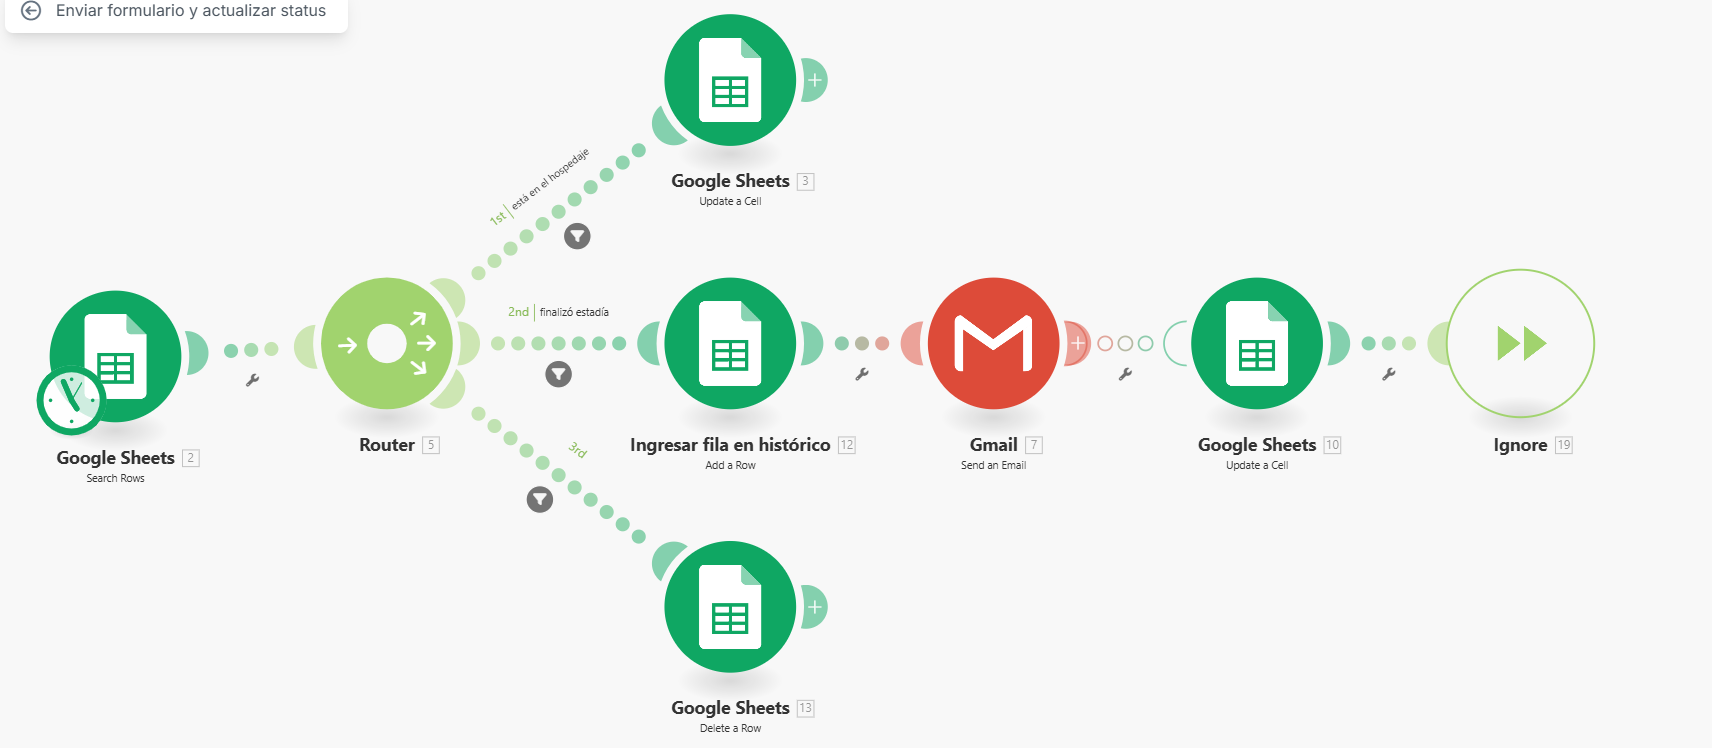 Enviar formulario y actualizar status
Google Sheets 3
Update a Cell
1st | está en el hospedaje
2nd | finalizó estadía
3rd
Google Sheets 2
Search Rows
Router 5
Ingresar fila en histórico 12
Add a Row
Gmail 7
Send an Email
Google Sheets 10
Update a Cell
Ignore 19
Google Sheets 13
Delete a Row